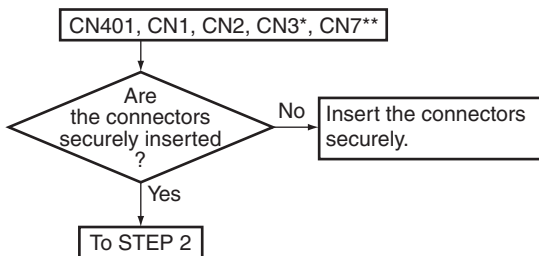 CN401, CN1, CN2, CN3*, CN7**
Are
the connectors
securely inserted
?
No
Insert the connectors
securely.
Yes
To STEP 2